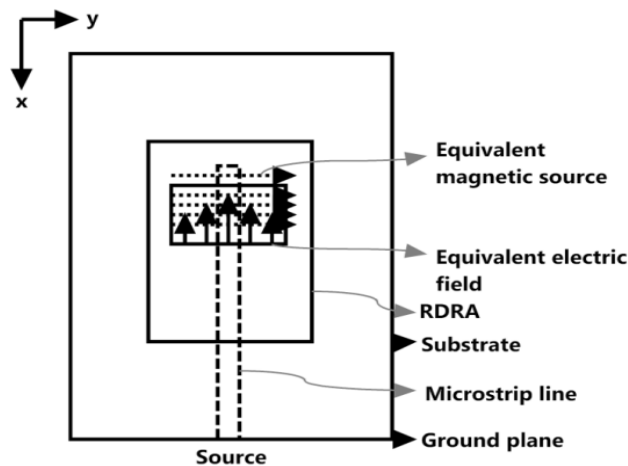 y
x
Equivalent
magnetic source
Equivalent electric
field
RDRA
Substrate
Microstrip line
Ground plane
Source